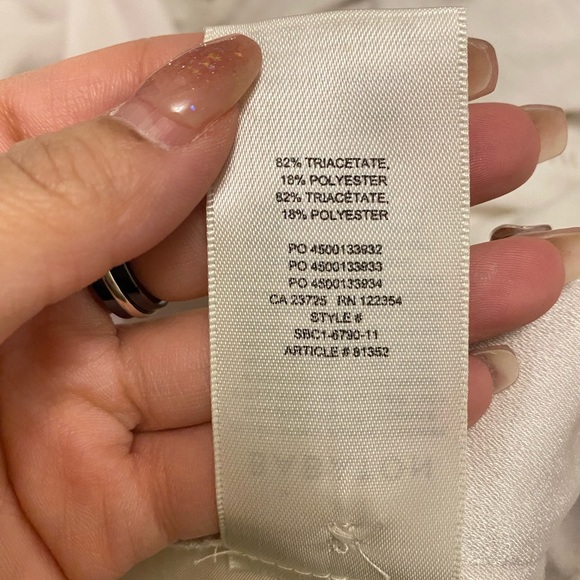 82% TRIACETATE,
18% POLYESTER
82% TRIACÉTATE,
18% POLYESTER
PO 4500133932
PO 4500133933
PO 4500133934
CA 23725 RN 122354
STYLE #
SBC1-6790-11
ARTICLE # 81352